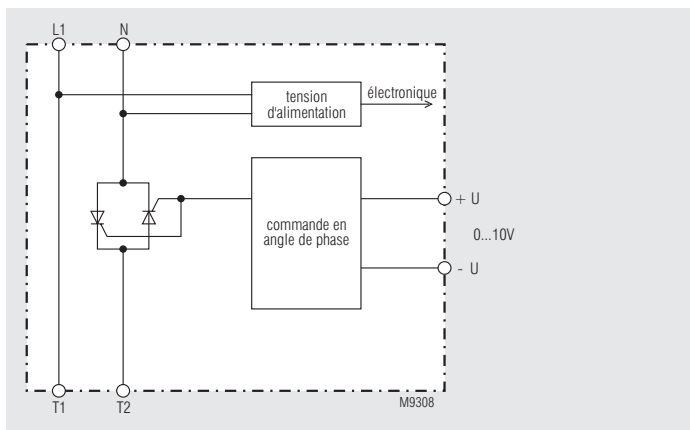 L1
N
tension
d'alimentation
électronique
commande en
angle de phase
+ U
0...10V
- U
T1
T2
M9308